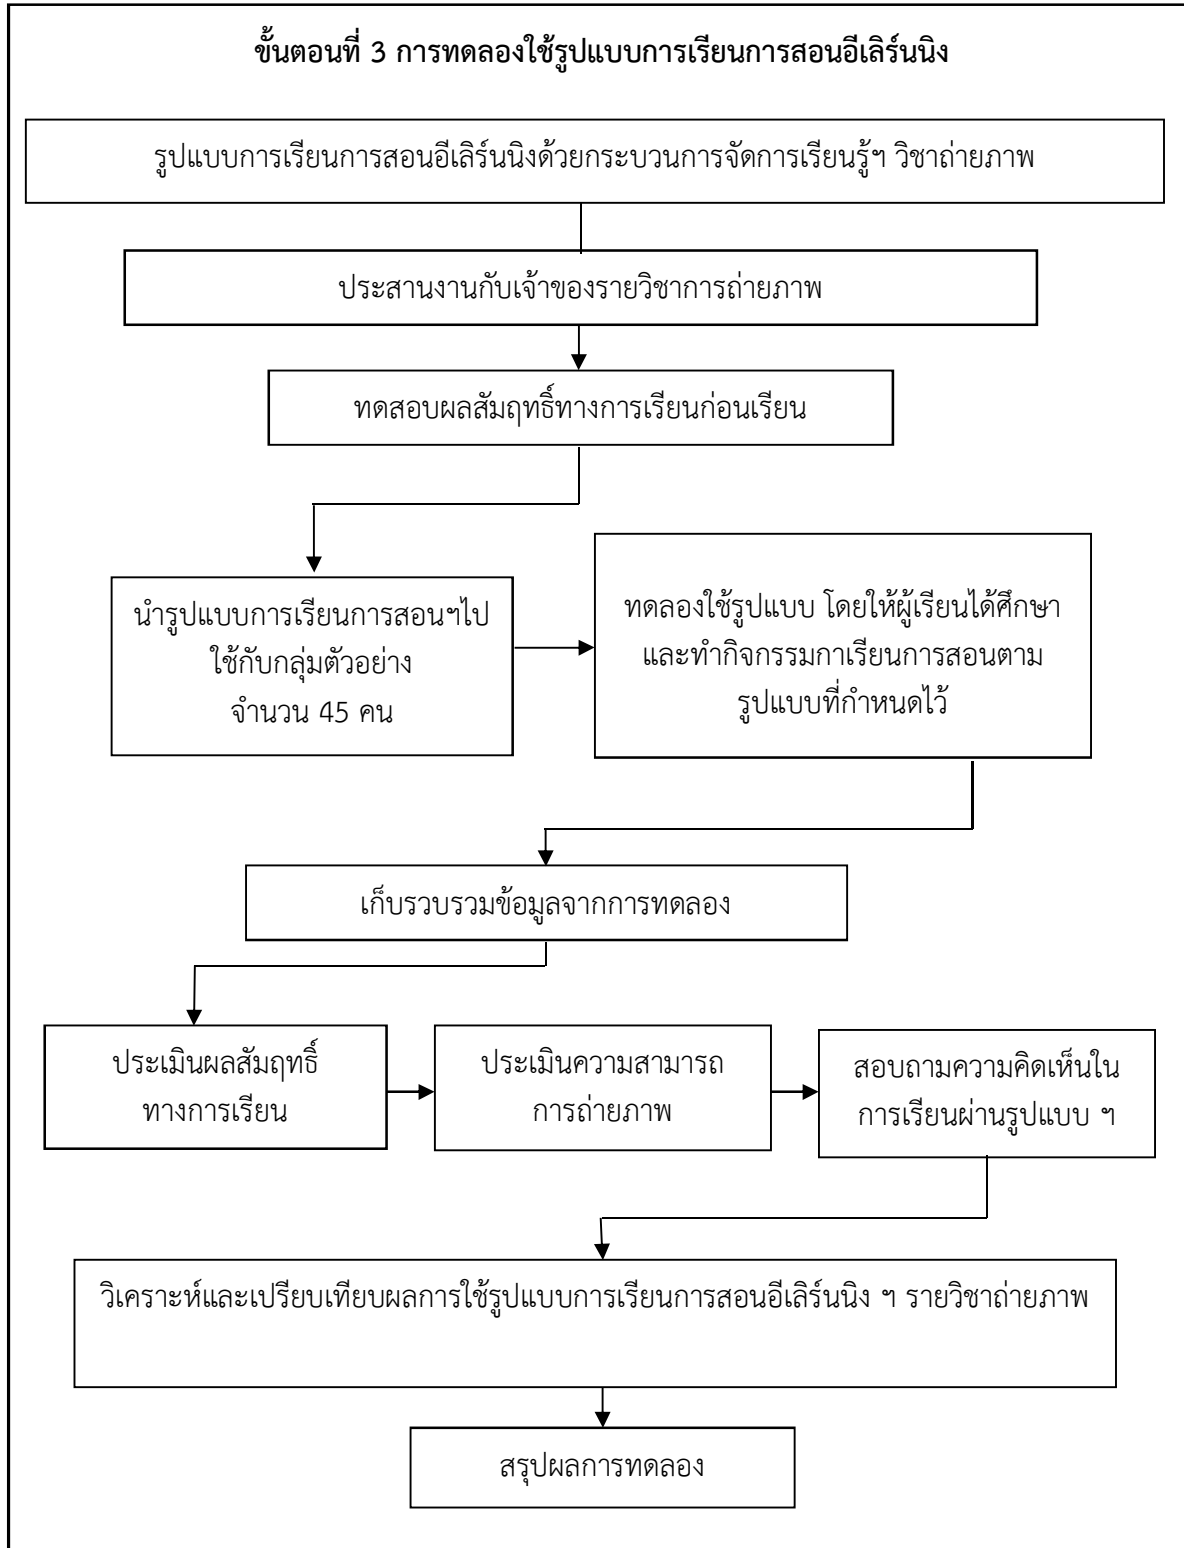 ขั้นตอนที่ 3 การทดลองใช้รูปแบบการเรียนการสอนอีเลิร์นนิง
รูปแบบการเรียนการสอนอีเลิร์นนิงด้วยกระบวนการจัดการเรียนรู้ฯ วิชาถ่ายภาพ
ประสานงานกับเจ้าของรายวิชาการถ่ายภาพ
ทดสอบผลสัมฤทธิ์ทางการเรียนก่อนเรียน
นำรูปแบบการเรียนการสอนฯไป
ใช้กับกลุ่มตัวอย่าง
จำนวน 45 คน
ทดลองใช้รูปแบบ โดยให้ผู้เรียนได้ศึกษา
และทำกิจกรรมกาเรียนการสอนตาม
รูปแบบที่กำหนดไว้
เก็บรวบรวมข้อมูลจากการทดลอง
ประเมินผลสัมฤทธิ์
ทางการเรียน
ประเมินความสามารถ
การถ่ายภาพ
สอบถามความคิดเห็นใน
การเรียนผ่านรูปแบบ ฯ
วิเคราะห์และเปรียบเทียบผลการใช้รูปแบบการเรียนการสอนอีเลิร์นนิง ฯ รายวิชาถ่ายภาพ
สรุปผลการทดลอง